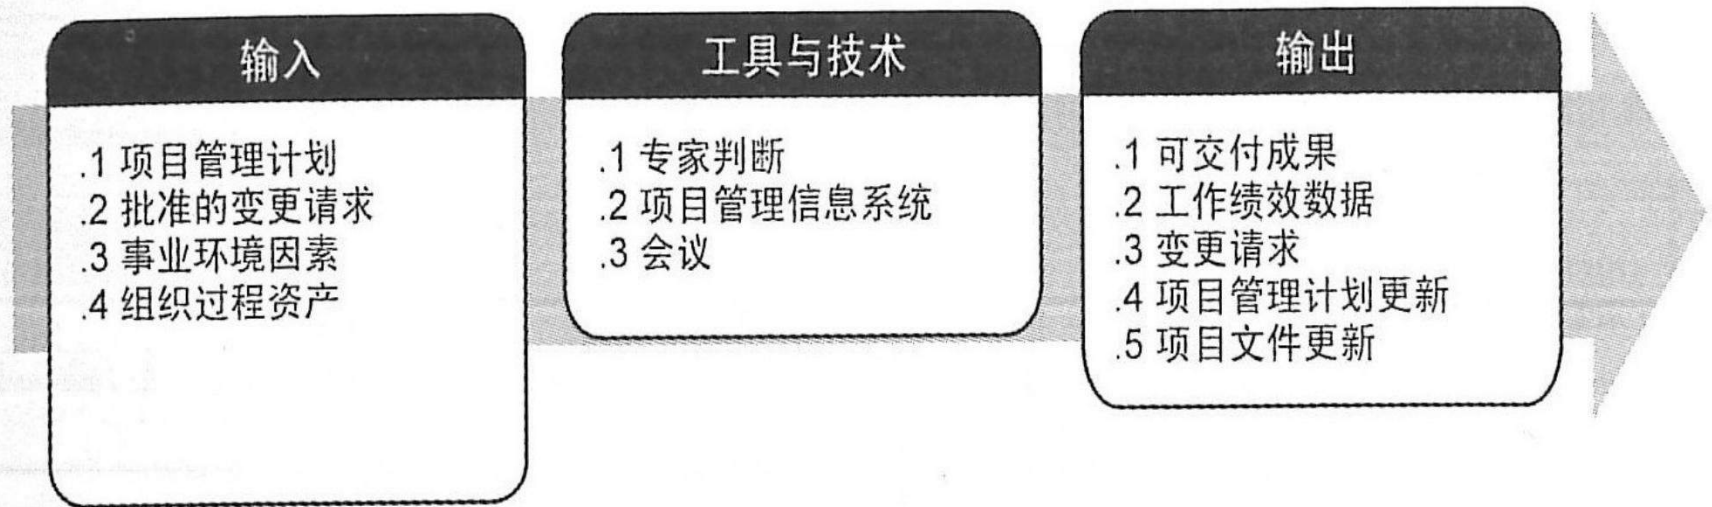 输入
.1 项目管理计划
.2 批准的变更请求
.3 事业环境因素
.4 组织过程资产
工具与技术
.1 专家判断
.2 项目管理信息系统
.3 会议
输出
.1 可交付成果
.2 工作绩效数据
.3 变更请求
.4 项目管理计划更新
.5 项目文件更新